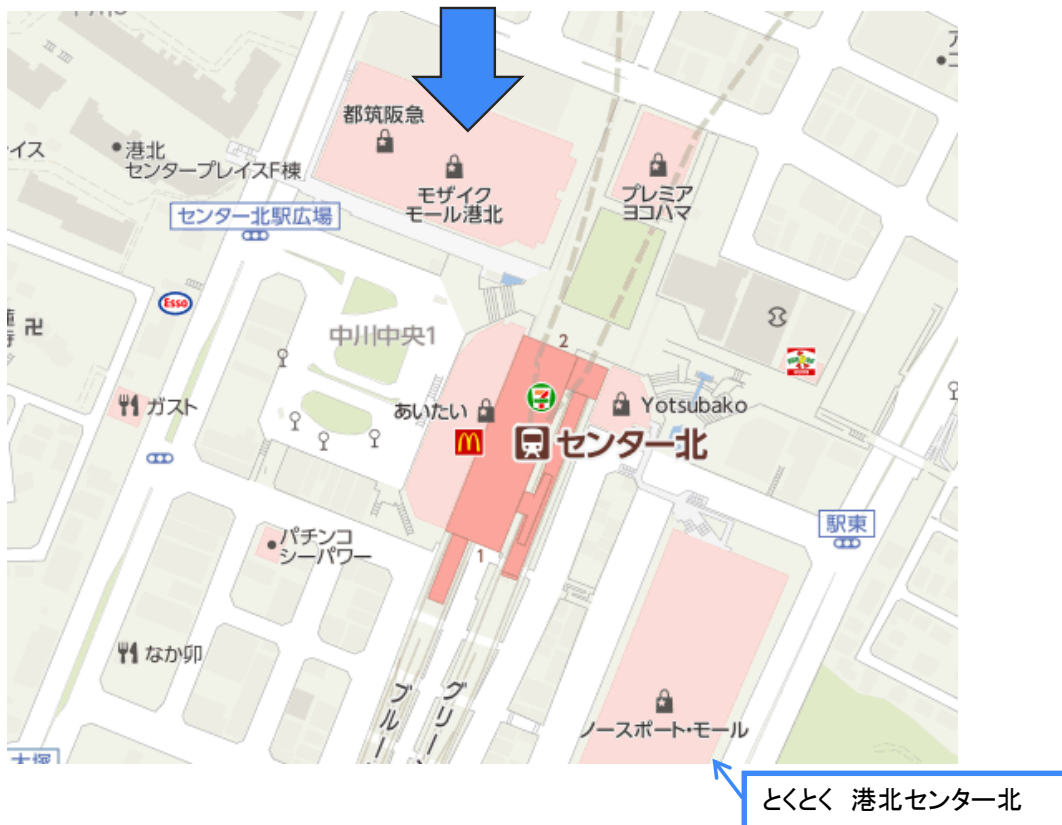 都筑阪急
港北
センタープレイスF棟
イス
モザイク
モール港北
プレミア
ヨコハマ
センター北駅広場
Esso
中川中央1
2
ガスト
あいたい
Yotsubako
センター北
駅東
パチンコ
シーパワー
1
なか卯
ブルー
グリー
ノースポート・モール
とくとく 港北センター北